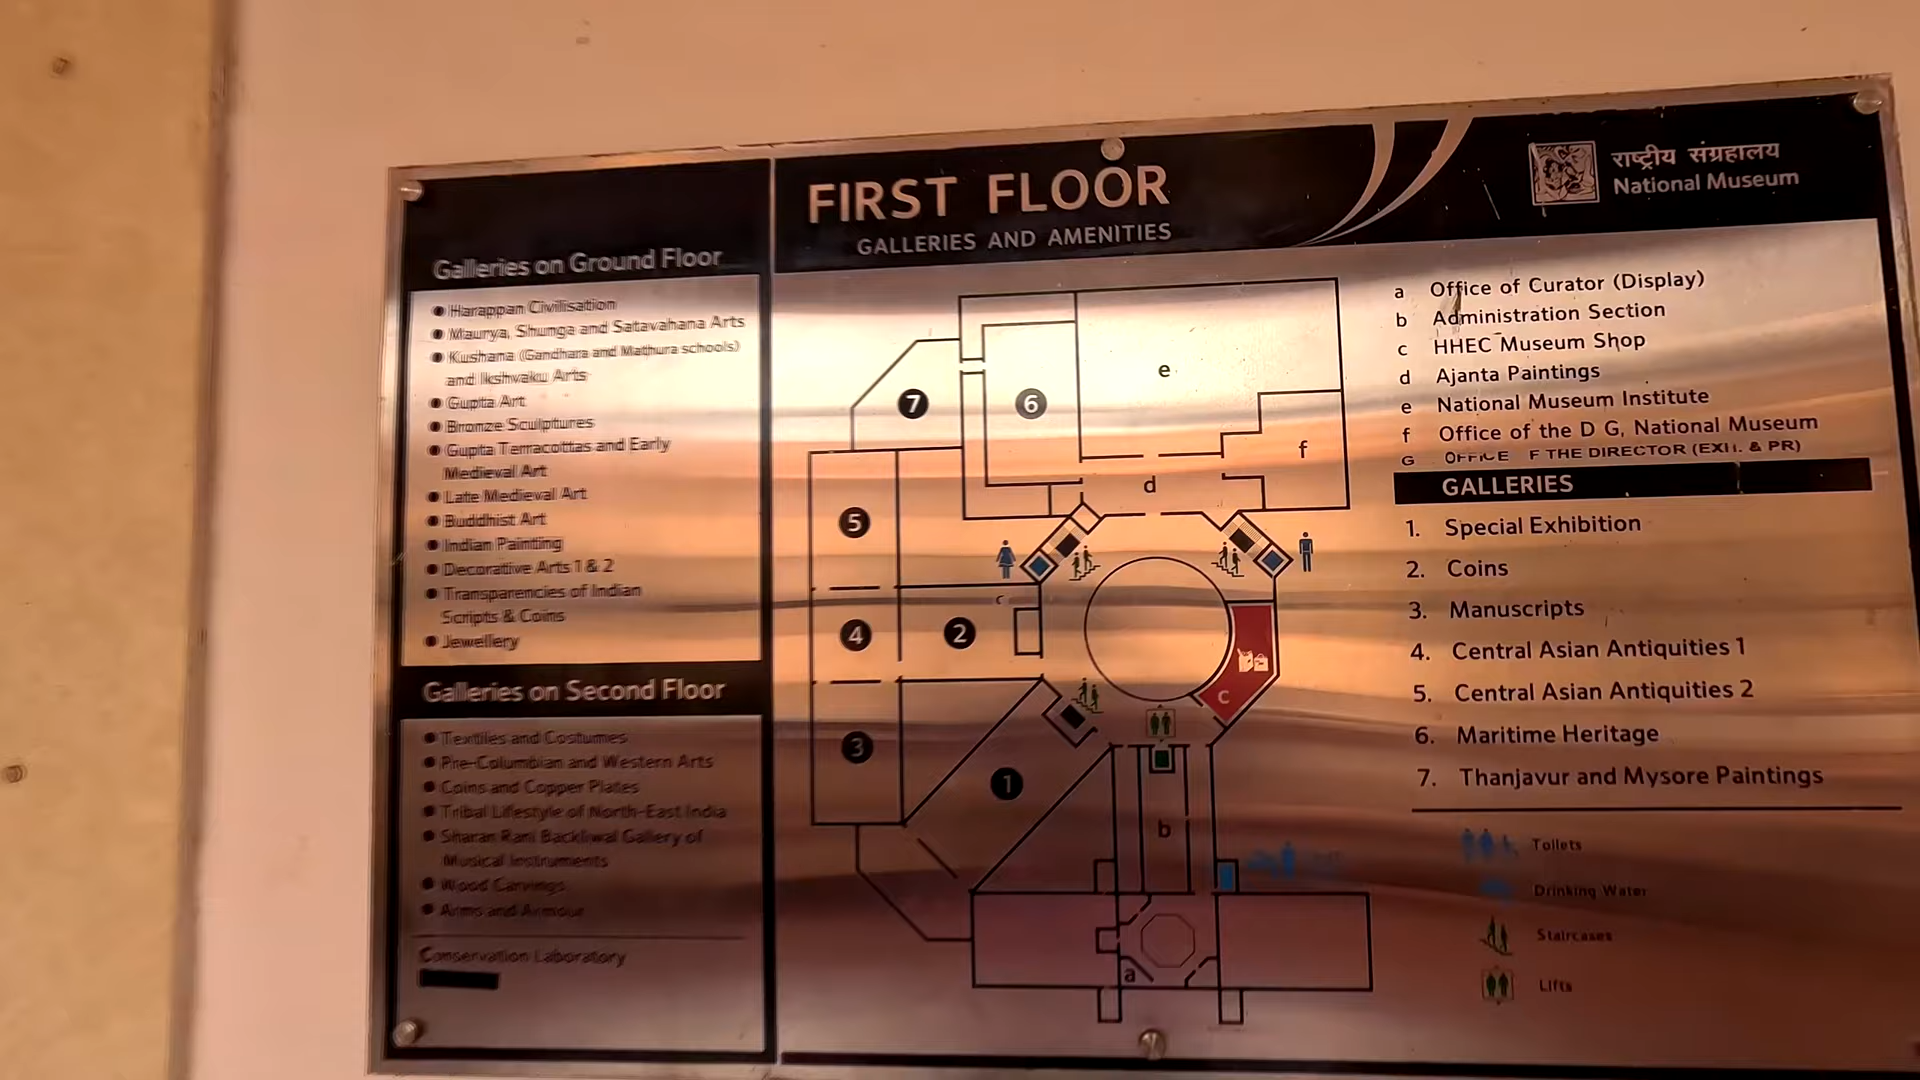 Galleries on Ground Floor
Harappan Civilisation
Maurya, Shunga and Satavahana Arts
Kushana (Gandhara and Mathura schools)
and Ikshvaku Arts
Gupta Art
Bronze Sculptures
Gupta Terracottas and Early
Medieval Art
Late Medieval Art
Buddhist Art
Indian Painting
Decorative Arts 1 & 2
Transparencies of Indian
Scripts & Coins
Jewellery
Galleries on Second Floor
Textiles and Costumes
Pre-Columbian and Western Arts
Coins and Copper Plates
Tribal Lifestyle of North-East India
Sharan Rani Backliwal Gallery of
Musical Instruments
Wood Carvings
Arms and Armour
Conservation Laboratory
FIRST FLOOR
GALLERIES AND AMENITIES
राष्ट्रीय संग्रहालय
National Museum
e
7
6
f
d
5
c
4
2
c
3
1
b
a
a Office of Curator (Display)
b Administration Section
c HHEC Museum Shop
d Ajanta Paintings
e National Museum Institute
f Office of the D G, National Museum
G THE DIRECTOR & PR)
GALLERIES
1. Special Exhibition
2. Coins
3. Manuscripts
4. Central Asian Antiquities 1
5. Central Asian Antiquities 2
6. Maritime Heritage
7. Thanjavur and Mysore Paintings
Toilets
Drinking Water
Staircases
Lifts